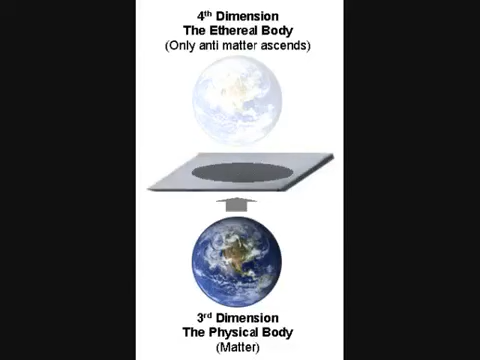 4th Dimension
The Ethereal Body
(Only anti matter ascends)
3rd Dimension
The Physical Body
(Matter)